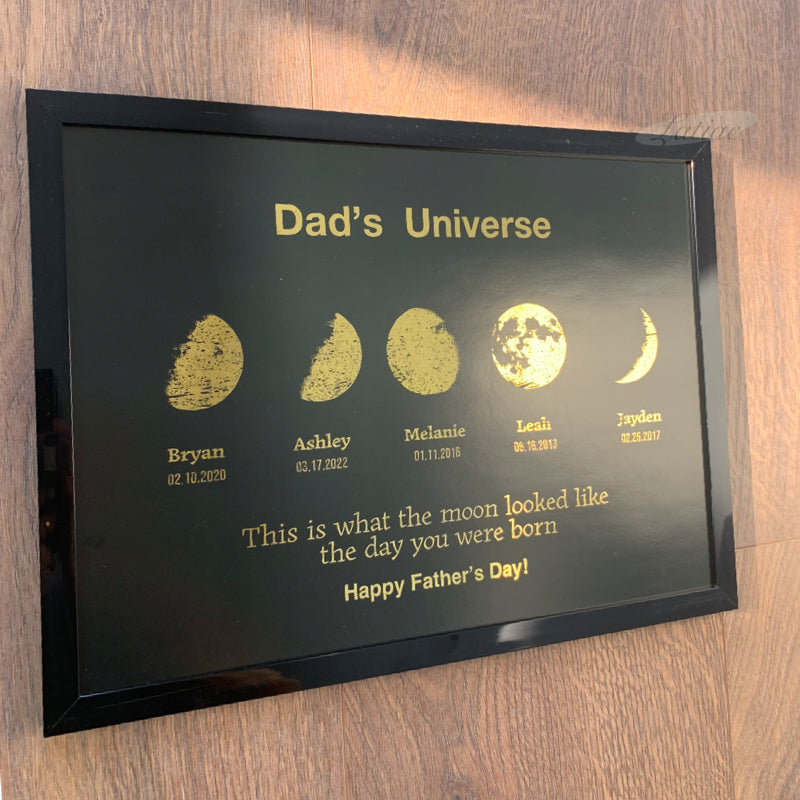 Dad's Universe
Bryan
02.10.2020
Ashley
03.17.2022
Melanie
01.11.2016
Leah
06.16.2013
Jayden
02.25.2017
This is what the moon looked like
the day you were born
Happy Father's Day!